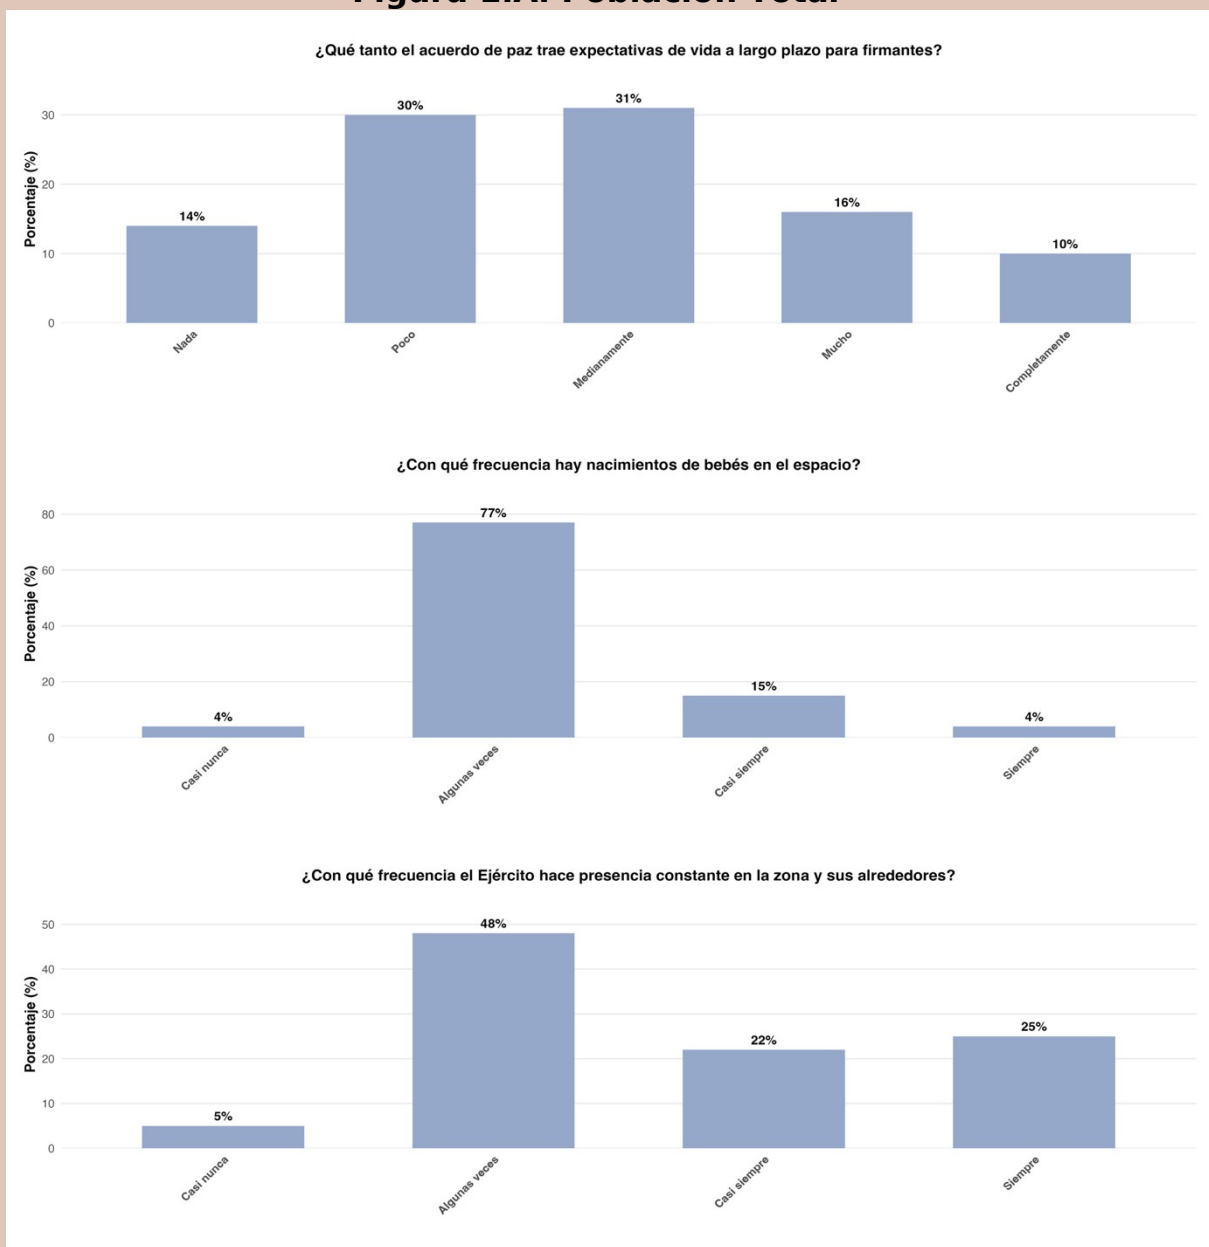 ¿Qué tanto el acuerdo de paz trae expectativas de vida a largo plazo para firmantes?
Porcentaje (%)
30
20
10
0
14%
30%
31%
16%
10%
Nada
Poco
Medianamente
Mucho
Completamente
¿Con qué frecuencia hay nacimientos de bebés en el espacio?
Porcentaje (%)
80
60
40
20
0
4%
77%
15%
4%
Casi nunca
Algunas veces
Casi siempre
Siempre
¿Con qué frecuencia el Ejército hace presencia constante en la zona y sus alrededores?
Porcentaje (%)
50
40
30
20
10
0
5%
48%
22%
25%
Casi nunca
Algunas veces
Casi siempre
Siempre